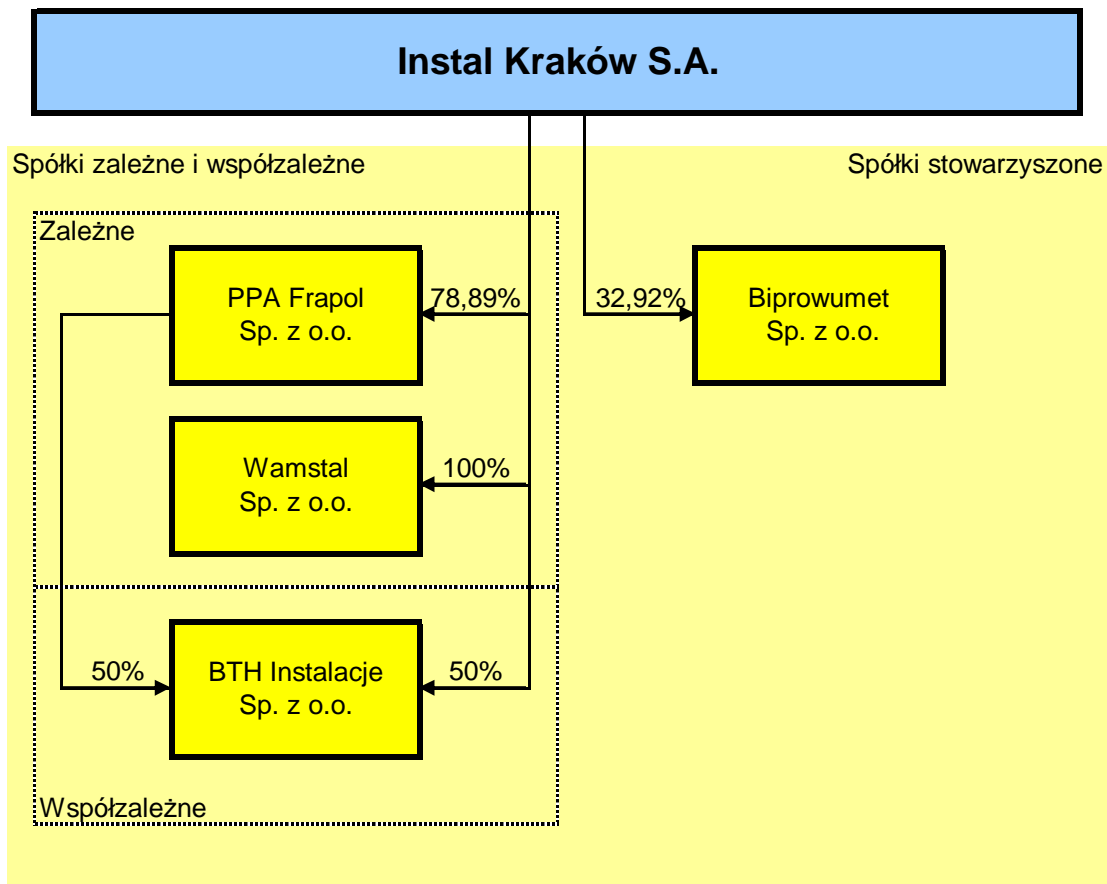 Instal Kraków S.A.
Spółki zależne i współzależne
Spółki stowarzyszone
Zależne
PPA Frapol
Sp. z o.o.
78,89%
32,92%
Biprowumet
Sp. z o.o.
Wamstal
Sp. z o.o.
100%
50%
BTH Instalacje
Sp. z o.o.
50%
Współzależne